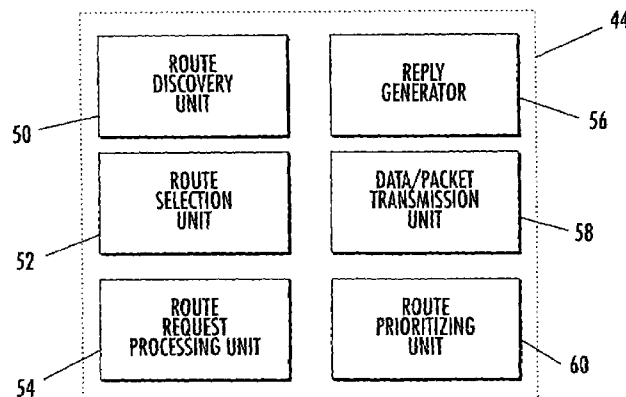 44
ROUTE
DISCOVERY
UNIT
50
REPLY
GENERATOR
56
ROUTE
SELECTION
UNIT
52
DATA/PACKET
TRANSMISSION
UNIT
58
ROUTE
REQUEST
PROCESSING UNIT
54
ROUTE
PRIORITIZING
UNIT
60